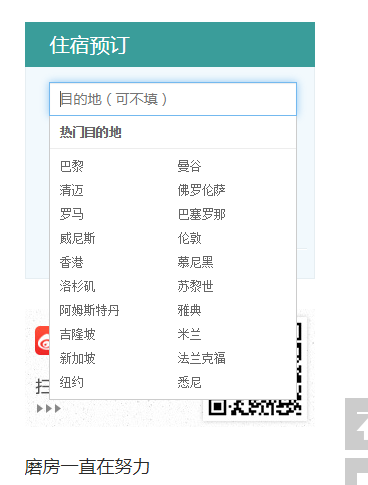 住宿预订
目的地（可不填）
热门目的地
巴黎 曼谷
清迈 佛罗伦萨
罗马 巴塞罗那
威尼斯 伦敦
香港 慕尼黑
洛杉矶 苏黎世
阿姆斯特丹 雅典
吉隆坡 米兰
新加坡 法兰克福
纽约 悉尼
扫
磨房一直在努力